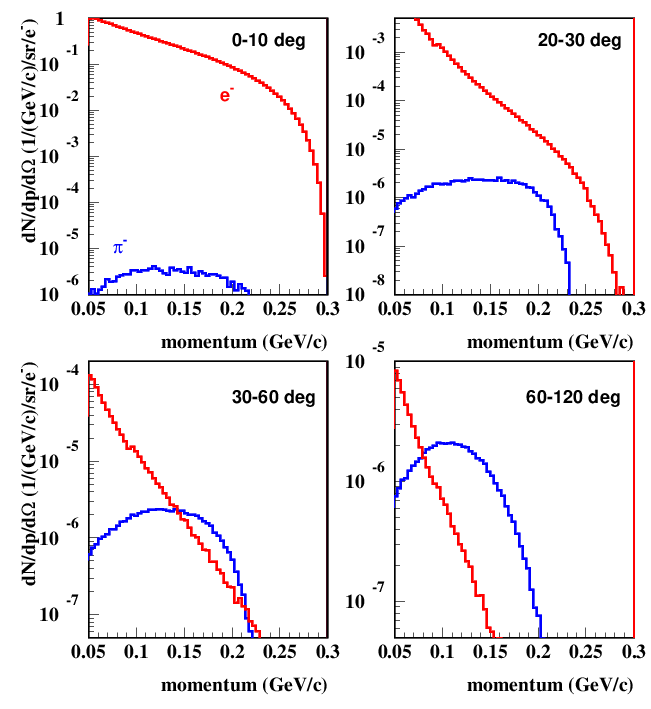 dN/dp/dΩ (1/(GeV/c)/sr/e⁻)
1
10⁻¹
10⁻²
10⁻³
10⁻⁴
10⁻⁵
10⁻⁶
0-10 deg
e⁻
π⁻
0.05 0.1 0.15 0.2 0.25 0.3
momentum (GeV/c)
10⁻³
10⁻⁴
10⁻⁵
10⁻⁶
10⁻⁷
10⁻⁸
20-30 deg
0.05 0.1 0.15 0.2 0.25 0.3
momentum (GeV/c)
dN/dp/dΩ (1/(GeV/c)/sr/e⁻)
10⁻⁴
10⁻⁵
10⁻⁶
10⁻⁷
30-60 deg
0.05 0.1 0.15 0.2 0.25 0.3
momentum (GeV/c)
10⁻⁵
10⁻⁶
10⁻⁷
60-120 deg
0.05 0.1 0.15 0.2 0.25 0.3
momentum (GeV/c)